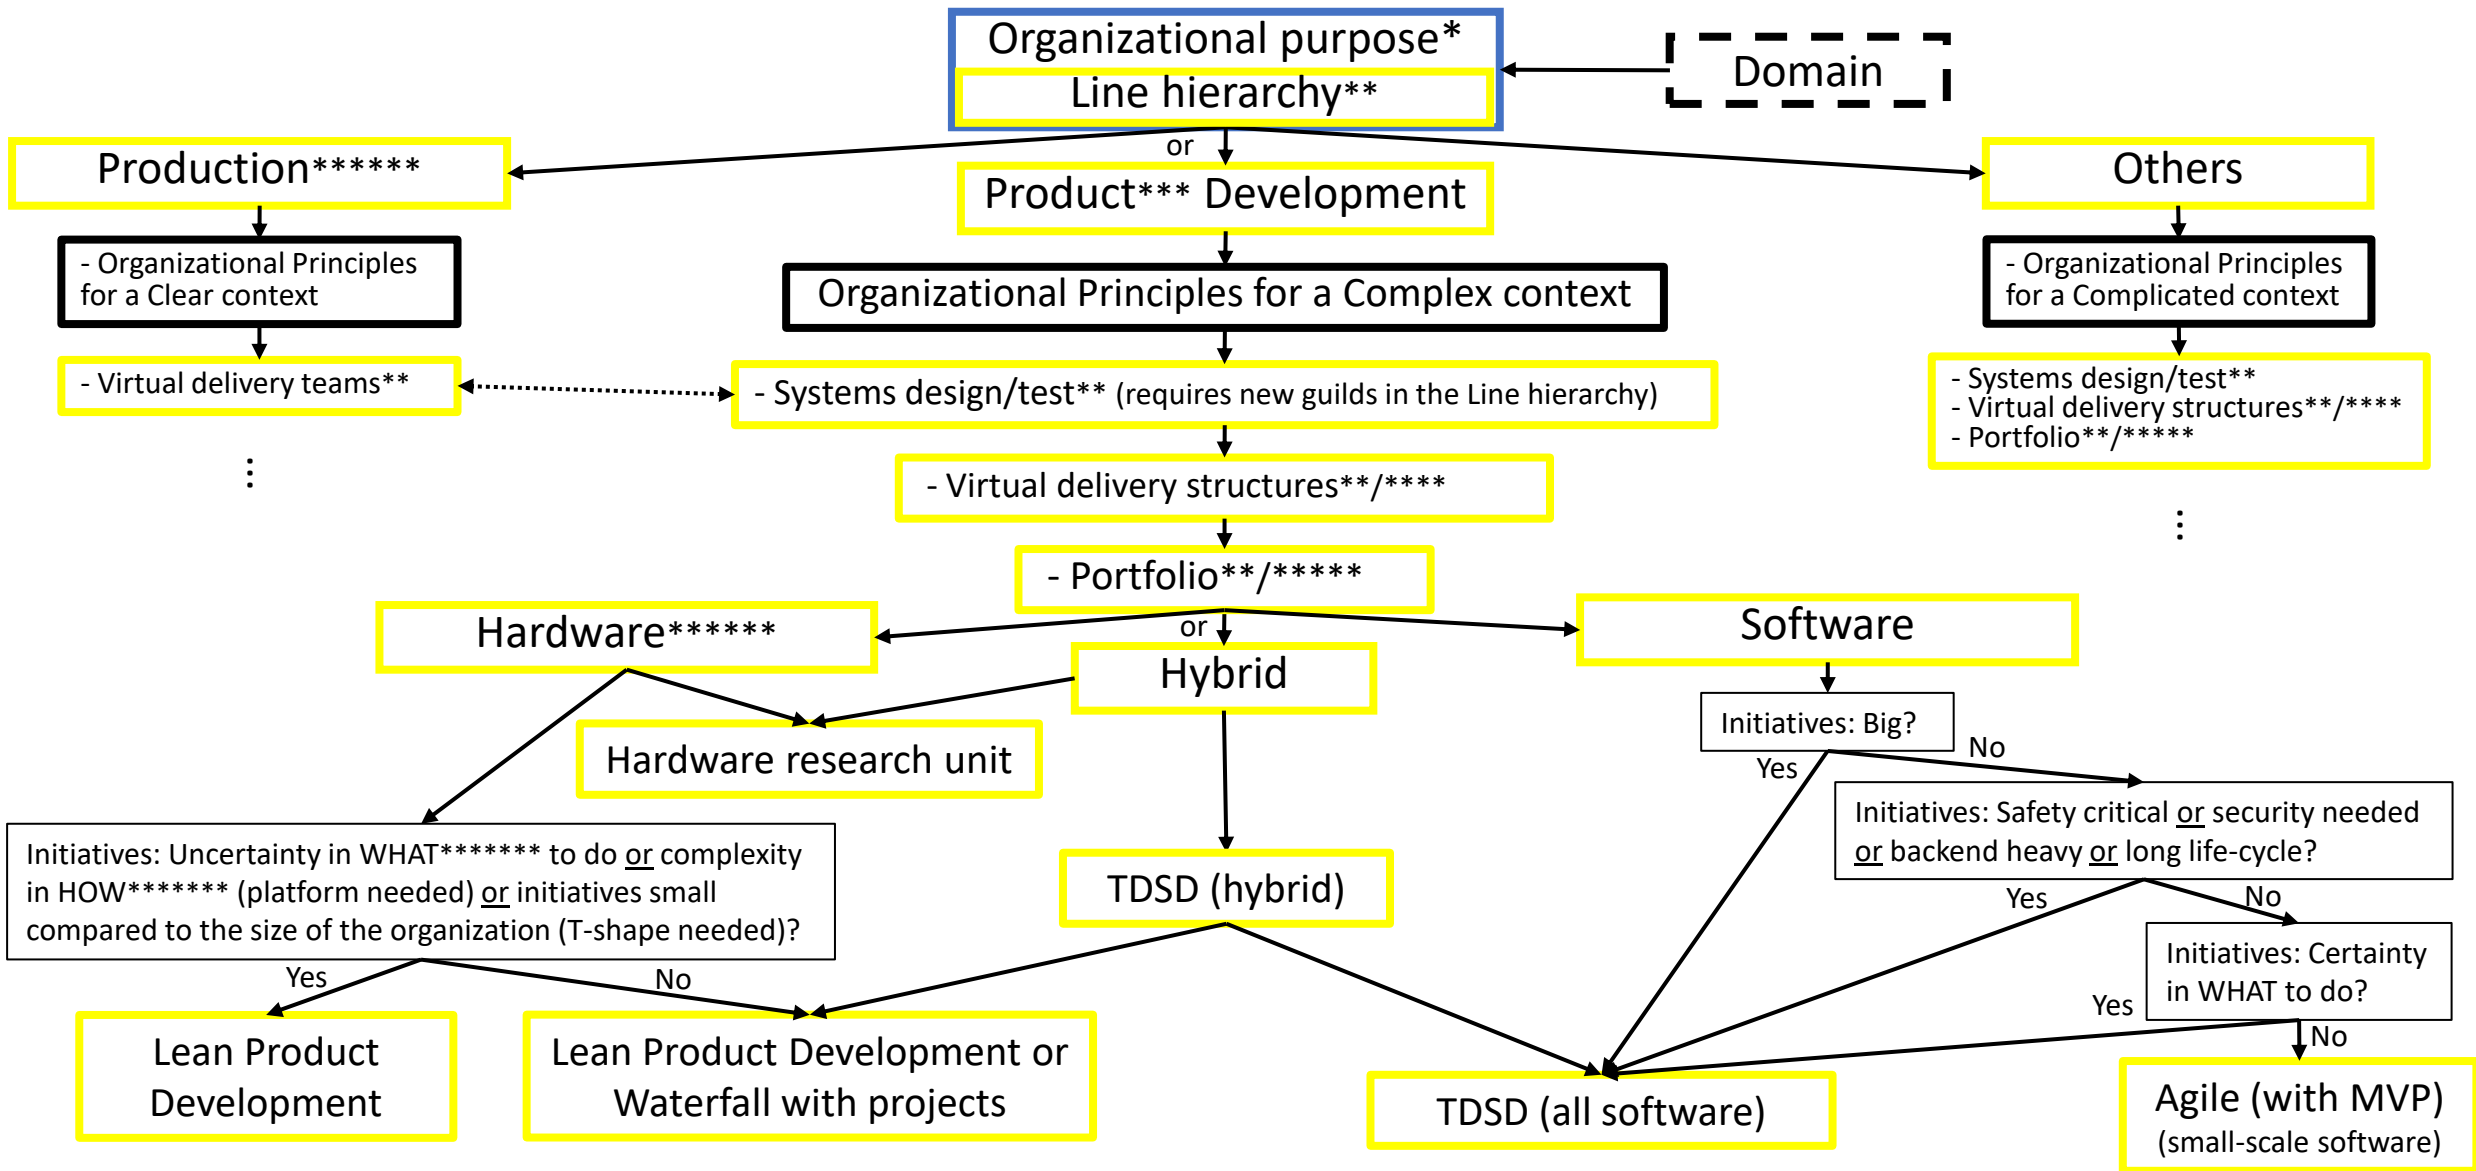 Organizational purpose*
Line hierarchy**
Domain
or
Production******
Product*** Development
Others
- Organizational Principles
for a Clear context
Organizational Principles for a Complex context
- Organizational Principles
for a Complicated context
- Virtual delivery teams**
- Systems design/test** (requires new guilds in the Line hierarchy)
- Systems design/test**
- Virtual delivery structures**/****
- Portfolio**/*****
⋮
- Virtual delivery structures**/****
⋮
- Portfolio**/*****
or
Hardware******
Hybrid
Software
Hardware research unit
Initiatives: Big?
Yes
No
Initiatives: Uncertainty in WHAT******* to do or complexity
in HOW******* (platform needed) or initiatives small
compared to the size of the organization (T-shape needed)?
TDSD (hybrid)
Initiatives: Safety critical or security needed
or backend heavy or long life-cycle?
Yes
No
Yes
No
Initiatives: Certainty
in WHAT to do?
Yes
No
Lean Product
Development
Lean Product Development or
Waterfall with projects
TDSD (all software)
Agile (with MVP)
(small-scale software)